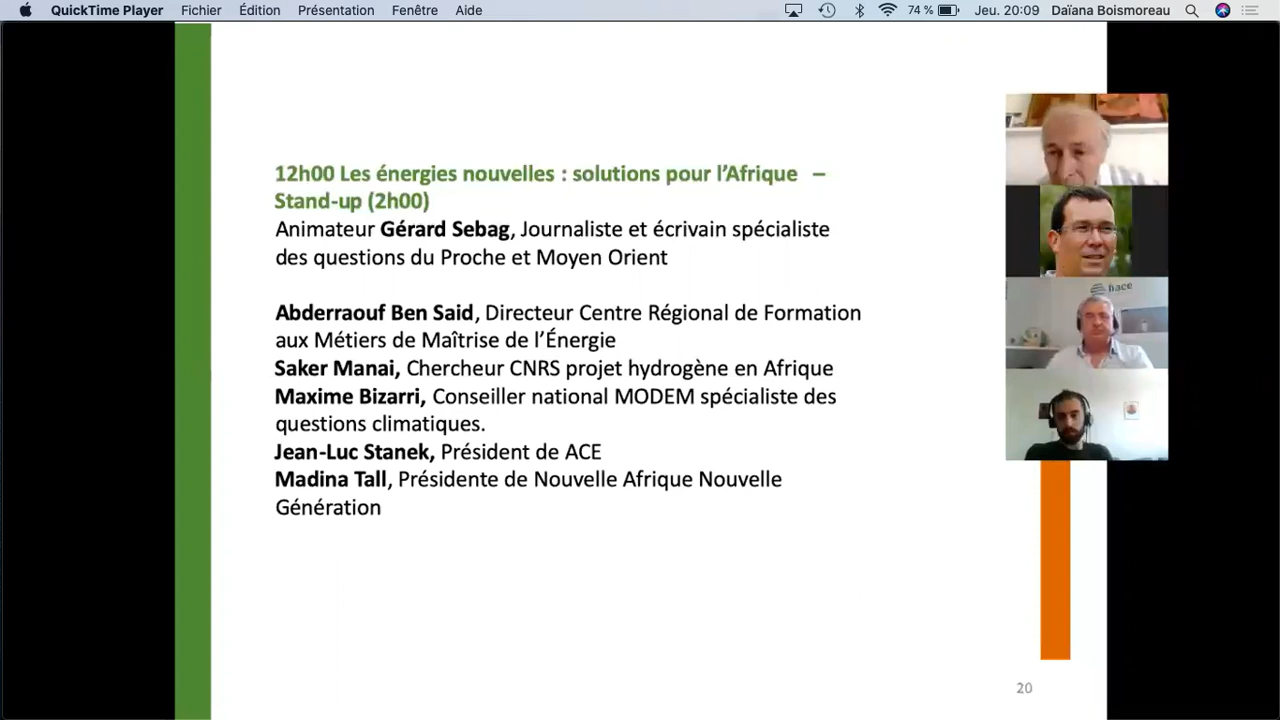 QuickTime Player Fichier Édition Présentation Fenêtre Aide 74 % Jeu. 20:09 Daïana Boismoreau
12h00 Les énergies nouvelles : solutions pour l’Afrique –
Stand-up (2h00)
Animateur Gérard Sebag, Journaliste et écrivain spécialiste
des questions du Proche et Moyen Orient
Abderraouf Ben Said, Directeur Centre Régional de Formation
aux Métiers de Maîtrise de l’Énergie
Saker Manai, Chercheur CNRS projet hydrogène en Afrique
Maxime Bizarri, Conseiller national MODEM spécialiste des
questions climatiques.
Jean-Luc Stanek, Président de ACE
Madina Tall, Présidente de Nouvelle Afrique Nouvelle
Génération
20